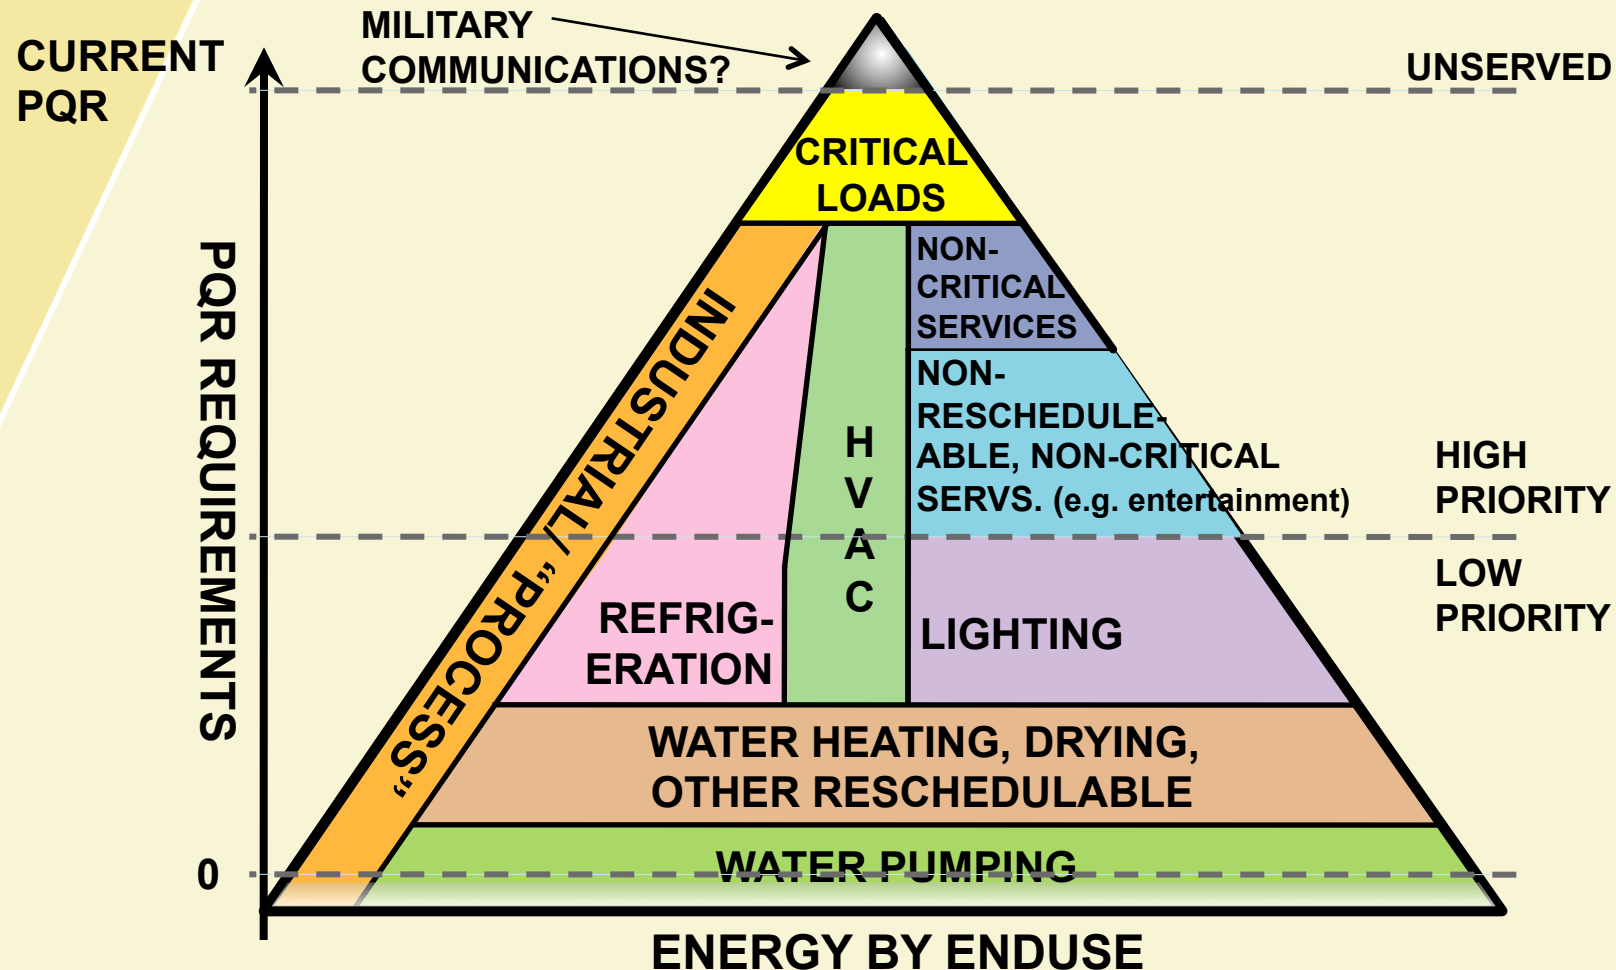 CURRENT
PQR
MILITARY
COMMUNICATIONS?
UNSERVED
CRITICAL
LOADS
PQR REQUIREMENTS
INDUSTRIAL/ “PROCESS”
NON-
CRITICAL
SERVICES
NON-
RESCHEDULE-
ABLE, NON-CRITICAL
SERVS. (e.g. entertainment)
H
V
A
C
HIGH
PRIORITY
LOW
PRIORITY
REFRIG-
ERATION
LIGHTING
WATER HEATING, DRYING,
OTHER RESCHEDULABLE
WATER PUMPING
0
ENERGY BY ENDUSE